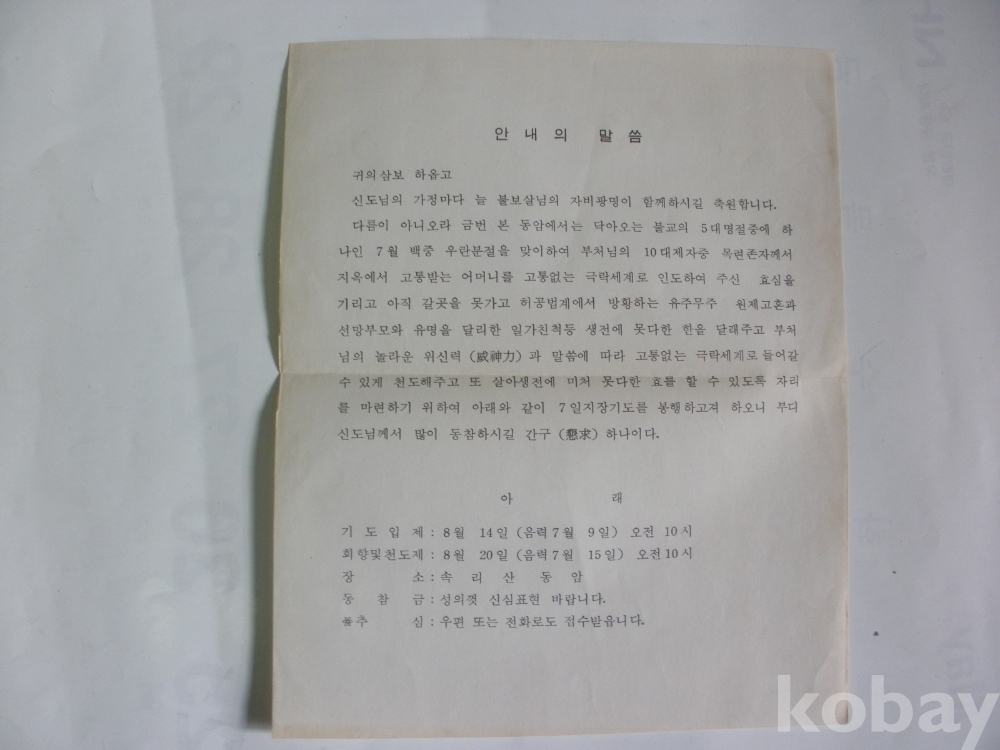 안내의 말씀
귀의삼보 하옵고
신도님의 가정마다 늘 불보살님의 자비광명이 함께하시길 축원합니다.
다름이 아니오라 금번 본 동암에서는 닥아오는 불교의 5대명절중에 하
나인 7월 백중 우란분절을 맞이하여 부처님의 10대제자중 목련존자께서
지옥에서 고통받는 어머니를 고통없는 극락세계로 인도하여 주신 효심을
기리고 아직 갈곳을 못가고 허공법계에서 방황하는 유주무주 원제고혼과
선망부모와 유명을 달리한 일가친척등 생전에 못다한 한을 달래주고 부처
님의 놀라운 위신력 (威神力) 과 말씀에 따라 고통없는 극락세계로 들어갈
수 있게 천도해주고 또 살아생전에 미처 못다한 효를 할 수 있도록 자리
를 마련하기 위하여 아래와 같이 7일지장기도를 봉행하고져 하오니 부디
신도님께서 많이 동참하시길 간구 (懇求) 하나이다.
아 래
기 도 입 제 : 8월 14일 (음력7월 9일) 오전 10시
회향및천도제 : 8월 20일 (음력7월 15일) 오전10시
장 소 : 속 리 산 동 암
동 참 금 : 성의껏 신심표현 바랍니다.
※추 심 : 우편 또는 전화로도 접수받읍니다.
kobay